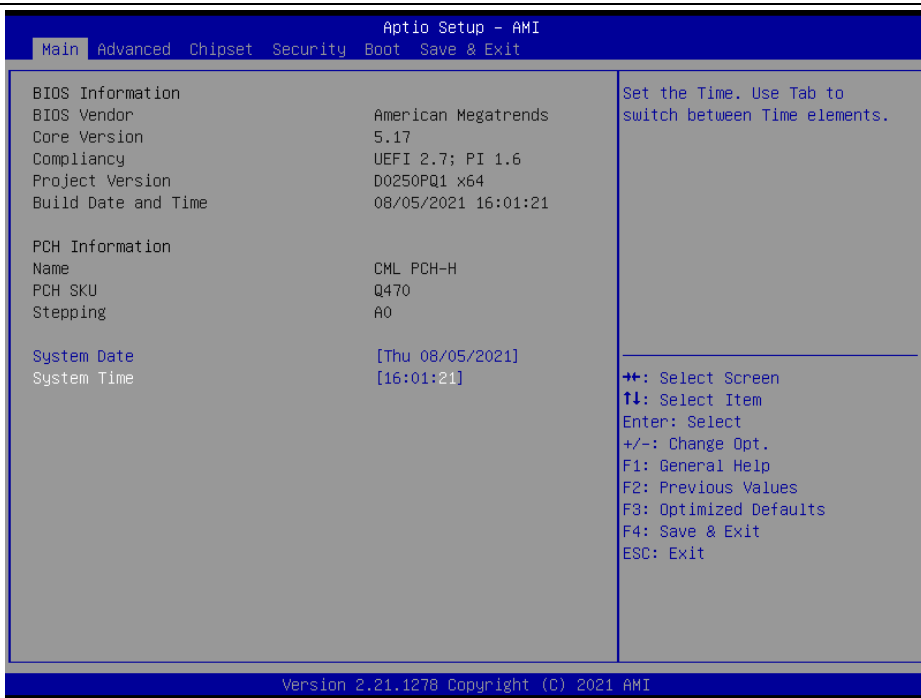 Aptio Setup - AMI
Main Advanced Chipset Security Boot Save & Exit
BIOS Information
BIOS Vendor American Megatrends
Core Version 5.17
Compliancy UEFI 2.7; PI 1.6
Project Version D0250PQ1 x64
Build Date and Time 08/05/2021 16:01:21
PCH Information
Name CML PCH-H
PCH SKU Q470
Stepping A0
System Date [Thu 08/05/2021]
System Time [16:01:21]
Set the Time. Use Tab to
switch between Time elements.
→←: Select Screen
↑↓: Select Item
Enter: Select
+/-: Change Opt.
F1: General Help
F2: Previous Values
F3: Optimized Defaults
F4: Save & Exit
ESC: Exit
Version 2.21.1278 Copyright (C) 2021 AMI